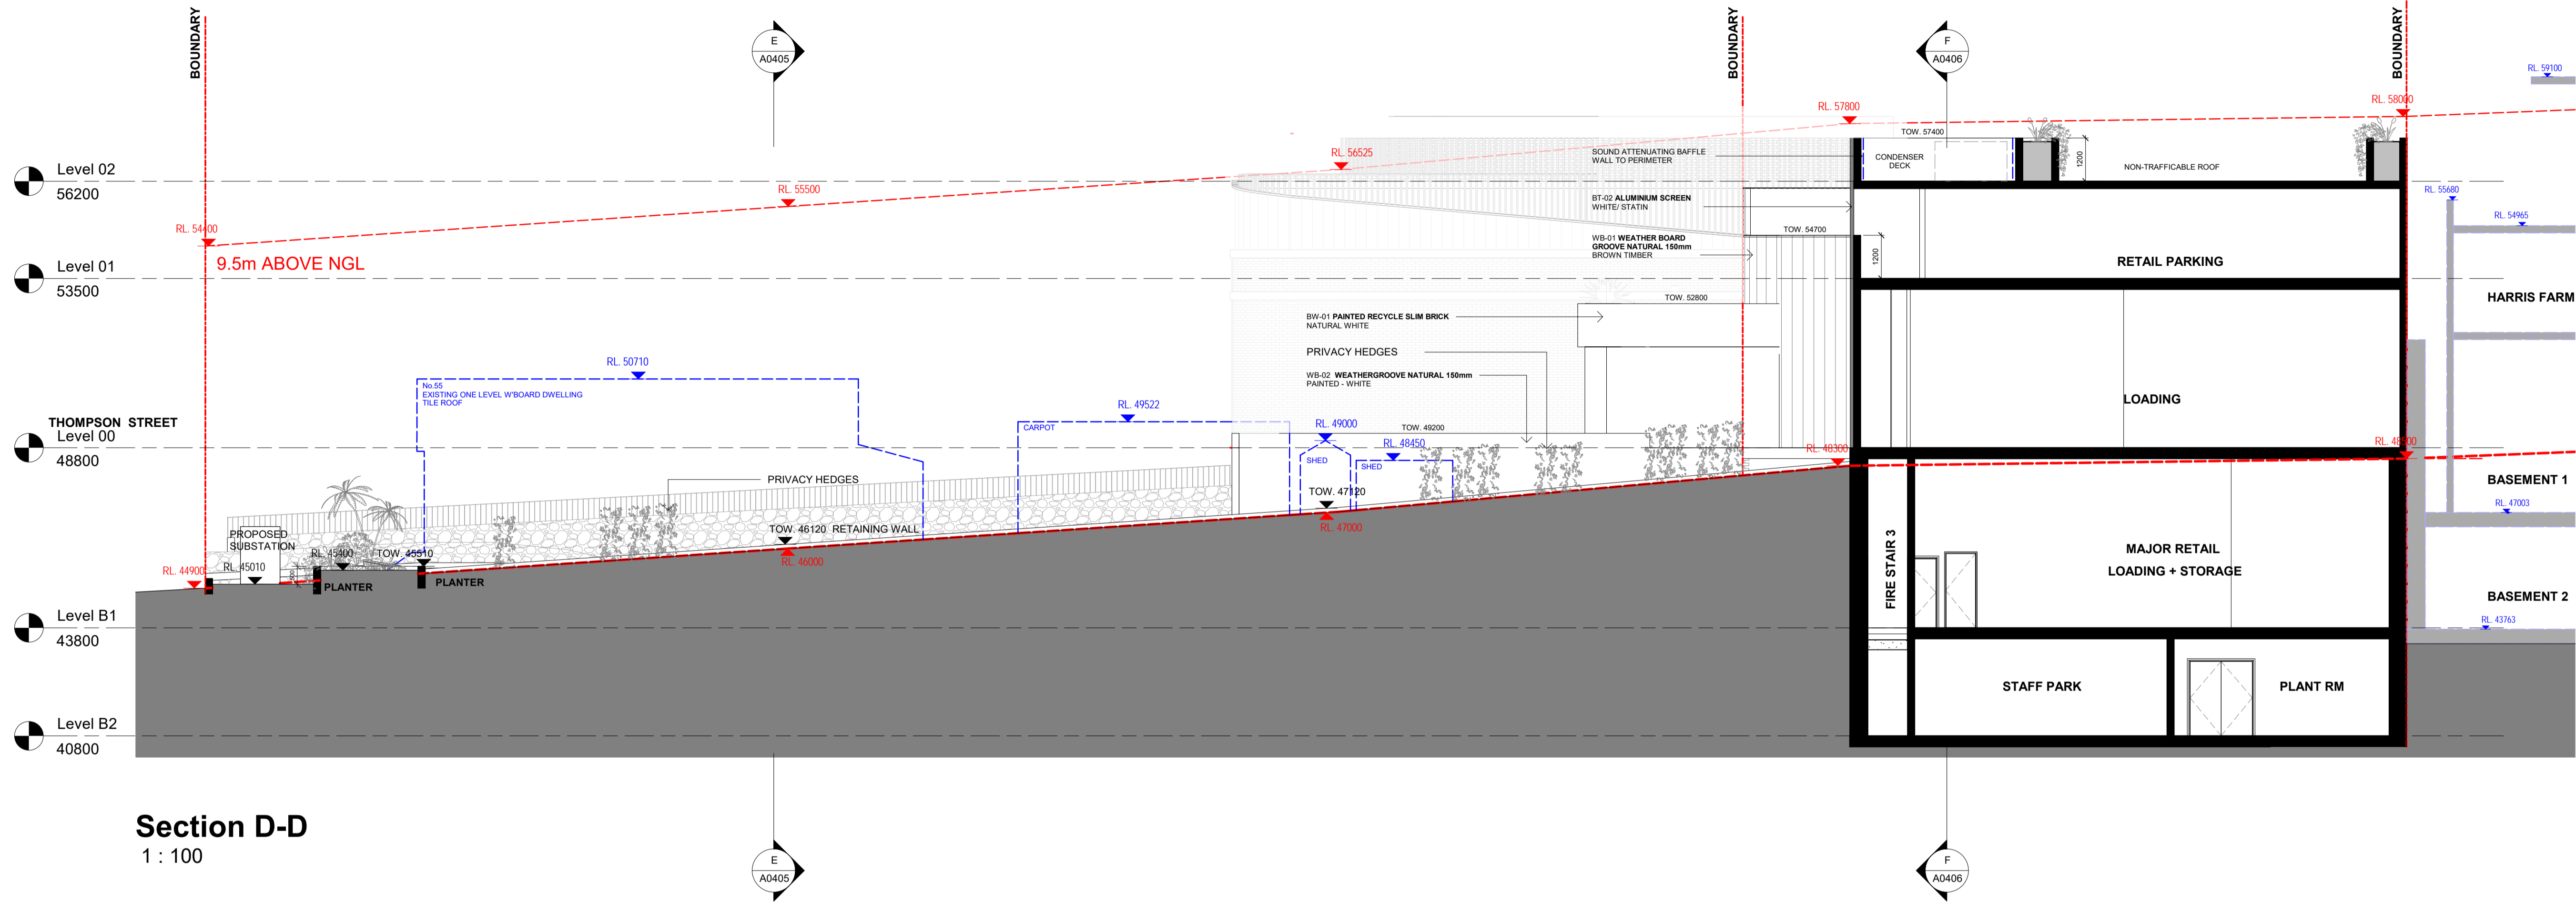 BOUNDARY
BOUNDARY
BOUNDARY
E
A0405
F
A0406
RL. 59100
RL. 57800
RL. 58000
TOW. 57400
SOUND ATTENUATING BAFFLE
WALL TO PERIMETER
CONDENSER
DECK
1200
NON-TRAFFICABLE ROOF
RL. 56525
Level 02
56200
RL. 55500
RL. 55680
RL. 54965
BT-02 ALUMINIUM SCREEN
WHITE/ STATIN
RL. 54400
TOW. 54700
WB-01 WEATHER BOARD
GROOVE NATURAL 150mm
BROWN TIMBER
1200
RETAIL PARKING
9.5m ABOVE NGL
Level 01
53500
TOW. 52800
HARRIS FARM
BW-01 PAINTED RECYCLE SLIM BRICK
NATURAL WHITE
PRIVACY HEDGES
RL. 50710
WB-02 WEATHERGROOVE NATURAL 150mm
PAINTED - WHITE
No.55
EXISTING ONE LEVEL W'BOARD DWELLING
TILE ROOF
LOADING
RL. 49522
CARPOT
RL. 49000
TOW. 49200
THOMPSON STREET
Level 00
48800
RL. 48450
RL. 48300
SHED
SHED
PRIVACY HEDGES
BASEMENT 1
TOW. 47120
RL. 47003
RL. 47000
TOW. 46120 RETAINING WALL
RL. 46000
PROPOSED
SUBSTATION
RL. 45400
TOW. 45510
RL. 44900
RL. 45010
PLANTER
PLANTER
FIRE STAIR 3
MAJOR RETAIL
LOADING + STORAGE
BASEMENT 2
RL. 43763
Level B1
43800
STAFF PARK
PLANT RM
Level B2
40800
Section D-D
1 : 100
E
A0405
F
A0406